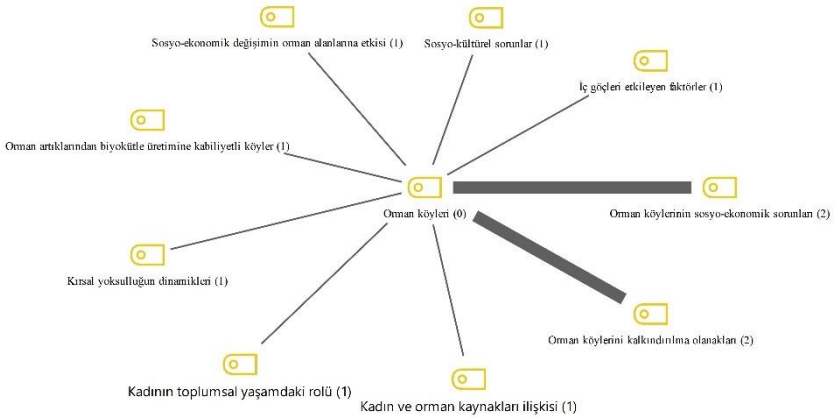 Sosyo-ekonomik değişimin orman alanlarına etkisi (1)
Sosyo-kültürel sorunlar (1)
İç göçleri etkileyen faktörler (1)
Orman artıklarından biyokütle üretimine kabiliyetli köyler (1)
Orman köyleri (0)
Orman köylerinin sosyo-ekonomik sorunları (2)
Kırsal yoksulluğun dinamikleri (1)
Orman köylerini kalkındırılma olanakları (2)
Kadının toplumsal yaşamdaki rolü (1)
Kadın ve orman kaynakları ilişkisi (1)